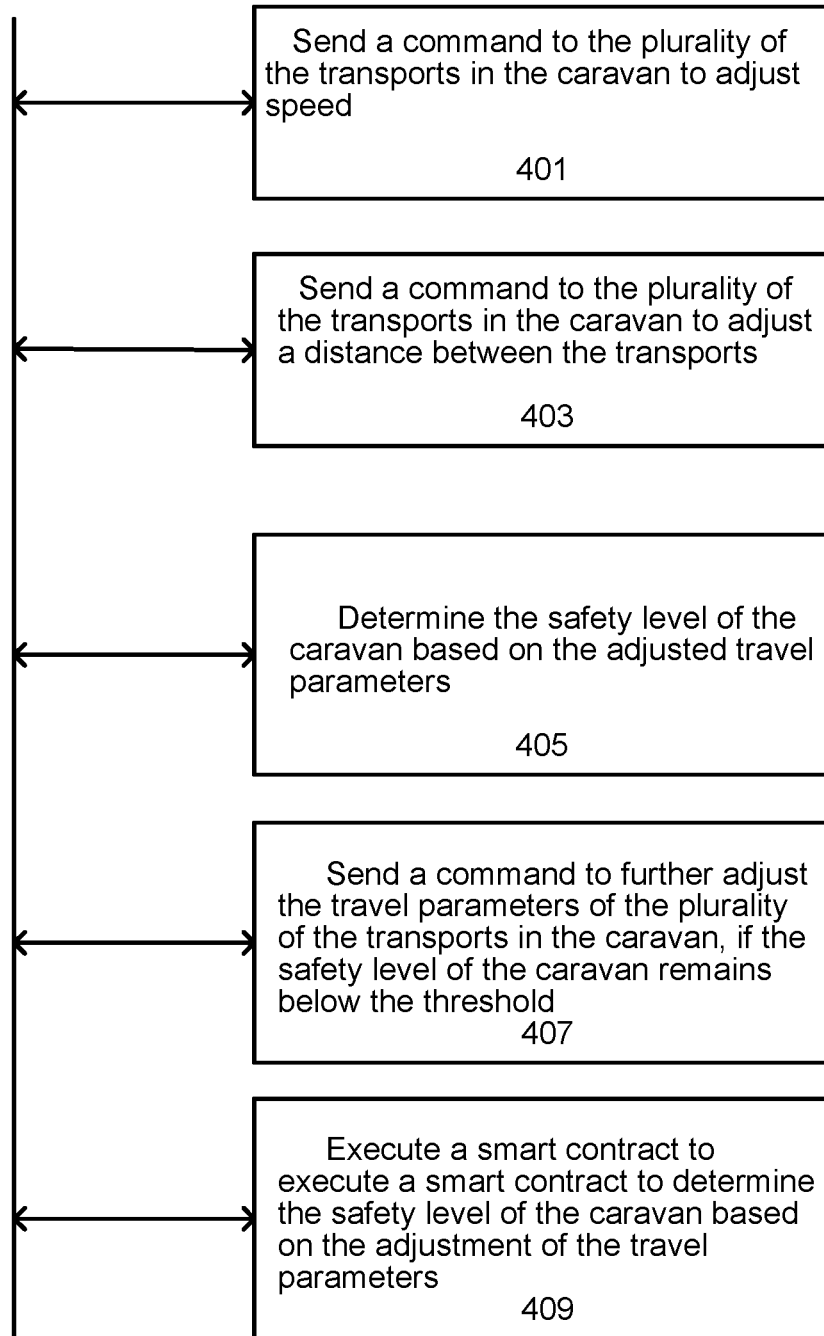 Send a command to the plurality of
the transports in the caravan to adjust
speed
401
Send a command to the plurality of
the transports in the caravan to adjust
a distance between the transports
403
Determine the safety level of the
caravan based on the adjusted travel
parameters
405
Send a command to further adjust
the travel parameters of the plurality
of the transports in the caravan, if the
safety level of the caravan remains
below the threshold
407
Execute a smart contract to
execute a smart contract to determine
the safety level of the caravan based
on the adjustment of the travel
parameters
409